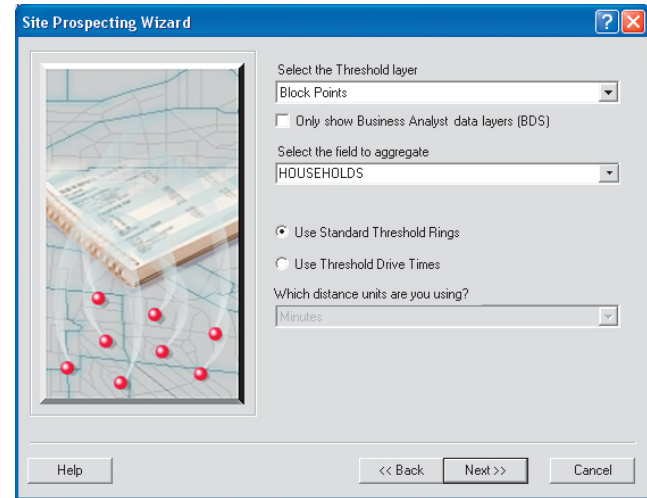 Site Prospecting Wizard
Select the Threshold layer
Block Points
Only show Business Analyst data layers (BDS)
Select the field to aggregate
HOUSEHOLDS
Use Standard Threshold Rings
Use Threshold Drive Times
Which distance units are you using?
Minutes
Help
<< Back
Next >>
Cancel